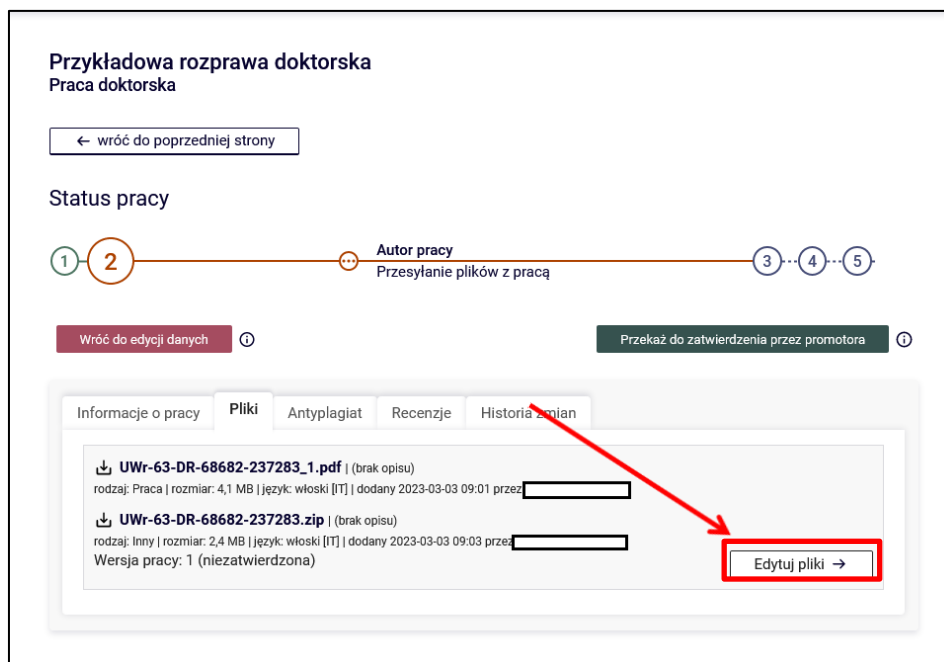 Przykładowa rozprawa doktorska
Praca doktorska
← wróć do poprzedniej strony
Status pracy
1 2 Autor pracy 3 4 5
Przesyłanie plików z pracą
Wróć do edycji danych Przekaż do zatwierdzenia przez promotora
Informacje o pracy Pliki Antyplagiat Recenzje Historia zmian
UWr-63-DR-68682-237283_1.pdf | (brak opisu)
rodzaj: Praca | rozmiar: 4,1 MB | język: włoski [IT] | dodany 2023-03-03 09:01 przez
UWr-63-DR-68682-237283.zip | (brak opisu)
rodzaj: Inny | rozmiar: 2,4 MB | język: włoski [IT] | dodany 2023-03-03 09:03 przez
Wersja pracy: 1 (niezatwierdzona)
Edytuj pliki →